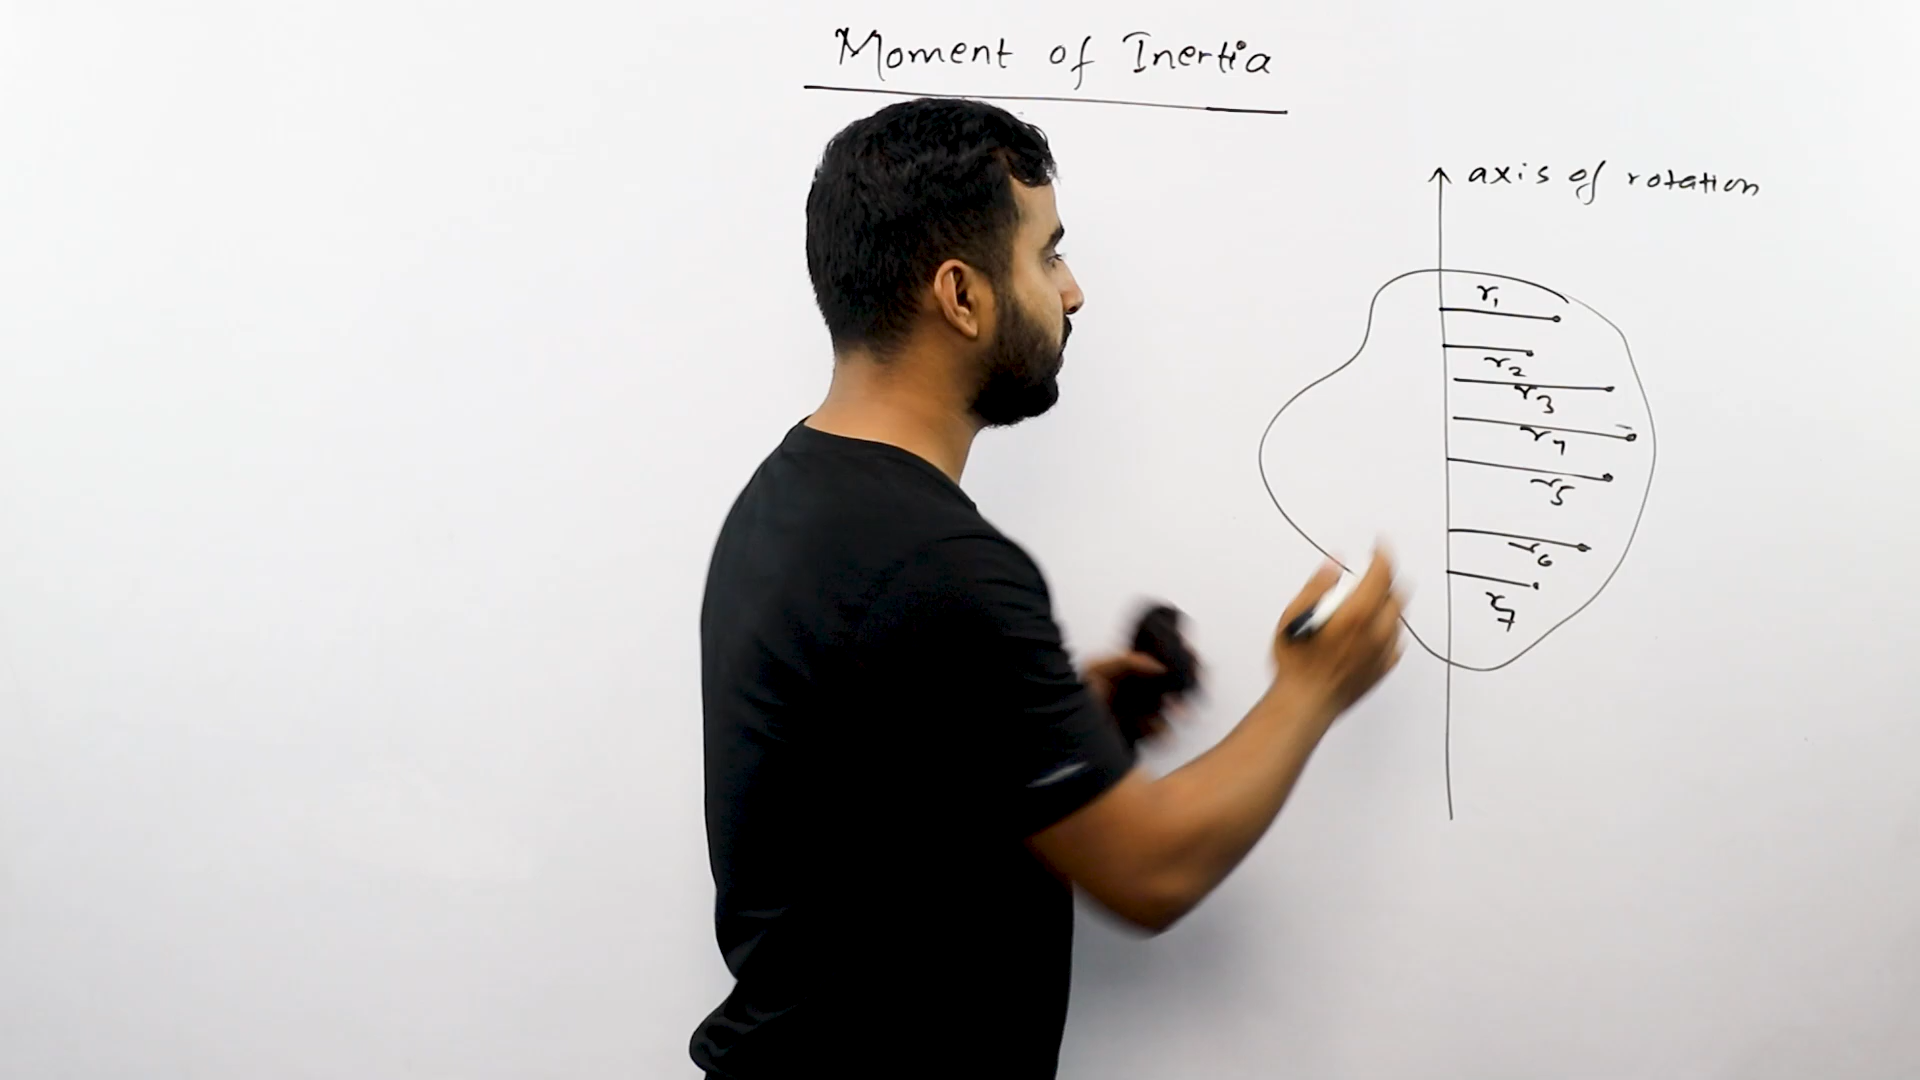 Moment of Inertia
axis of rotation
r1
r2
r3
r4
r5
r6
r7